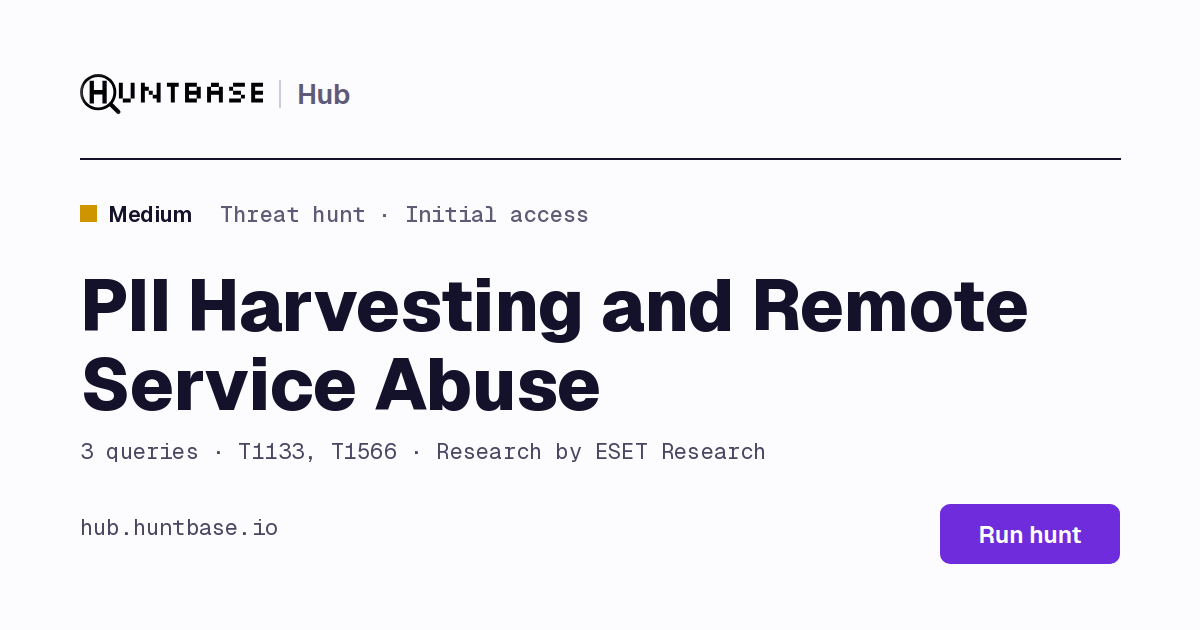 HUNTBASE | Hub
Medium Threat hunt · Initial access
PII Harvesting and Remote
Service Abuse
3 queries · T1133, T1566 · Research by ESET Research
hub.huntbase.io
Run hunt